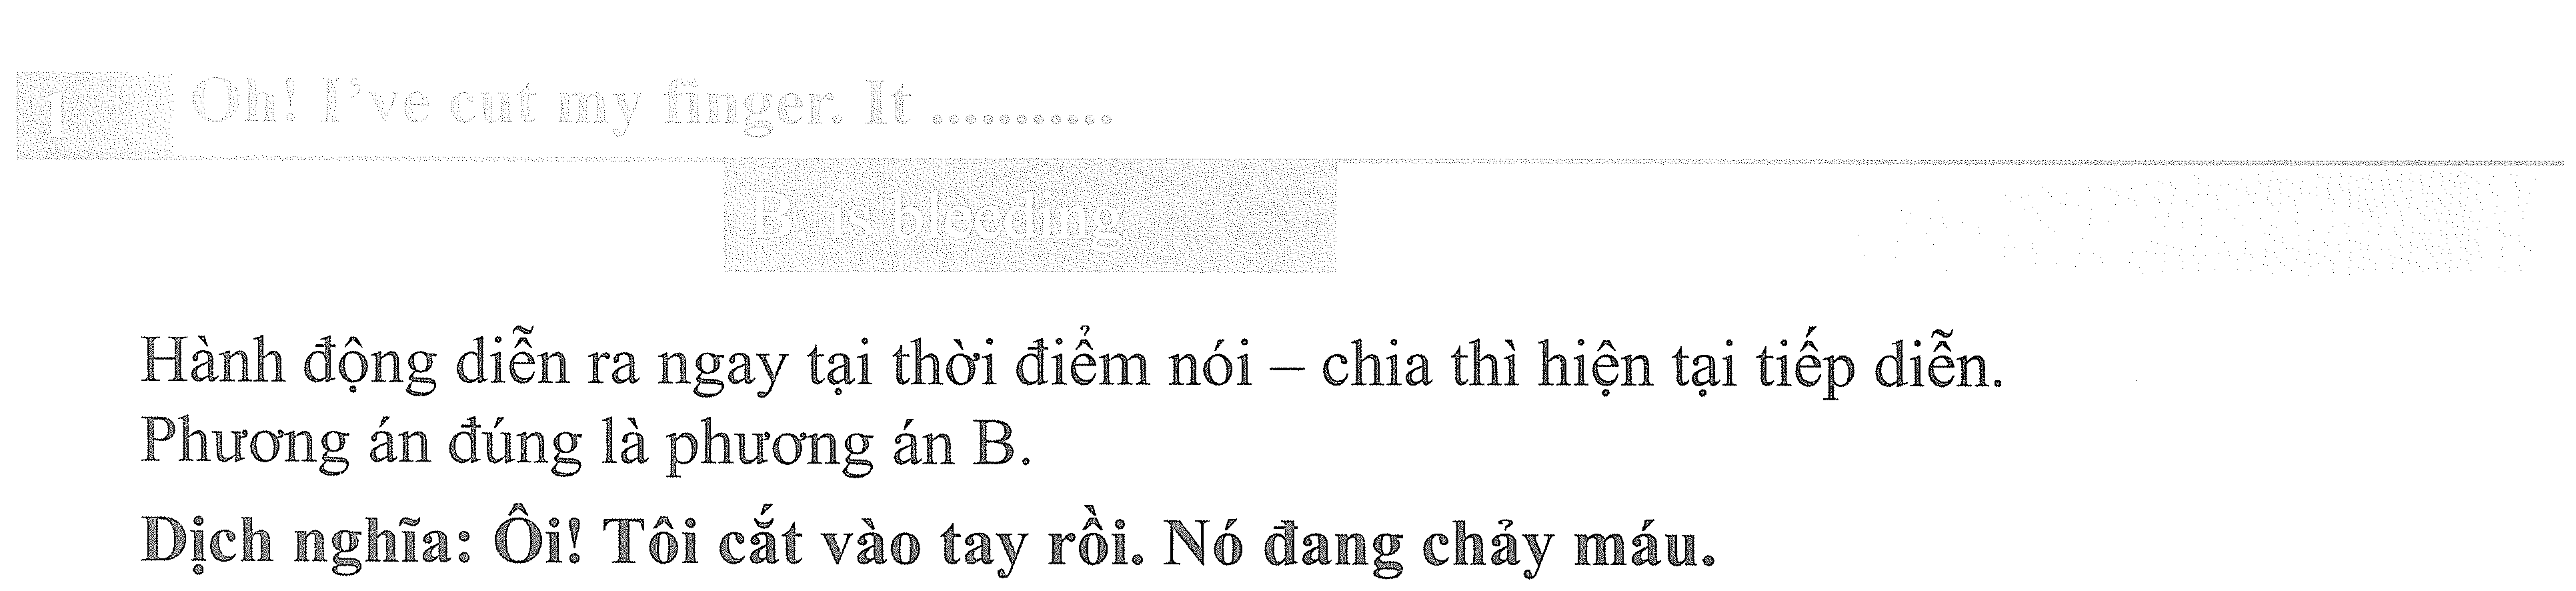 1 Oh! I've cut my finger. It ...........
B. is bleeding
Hành động diễn ra ngay tại thời điểm nói – chia thì hiện tại tiếp diễn.
Phương án đúng là phương án B.
Dịch nghĩa: Ôi! Tôi cắt vào tay rồi. Nó đang chảy máu.